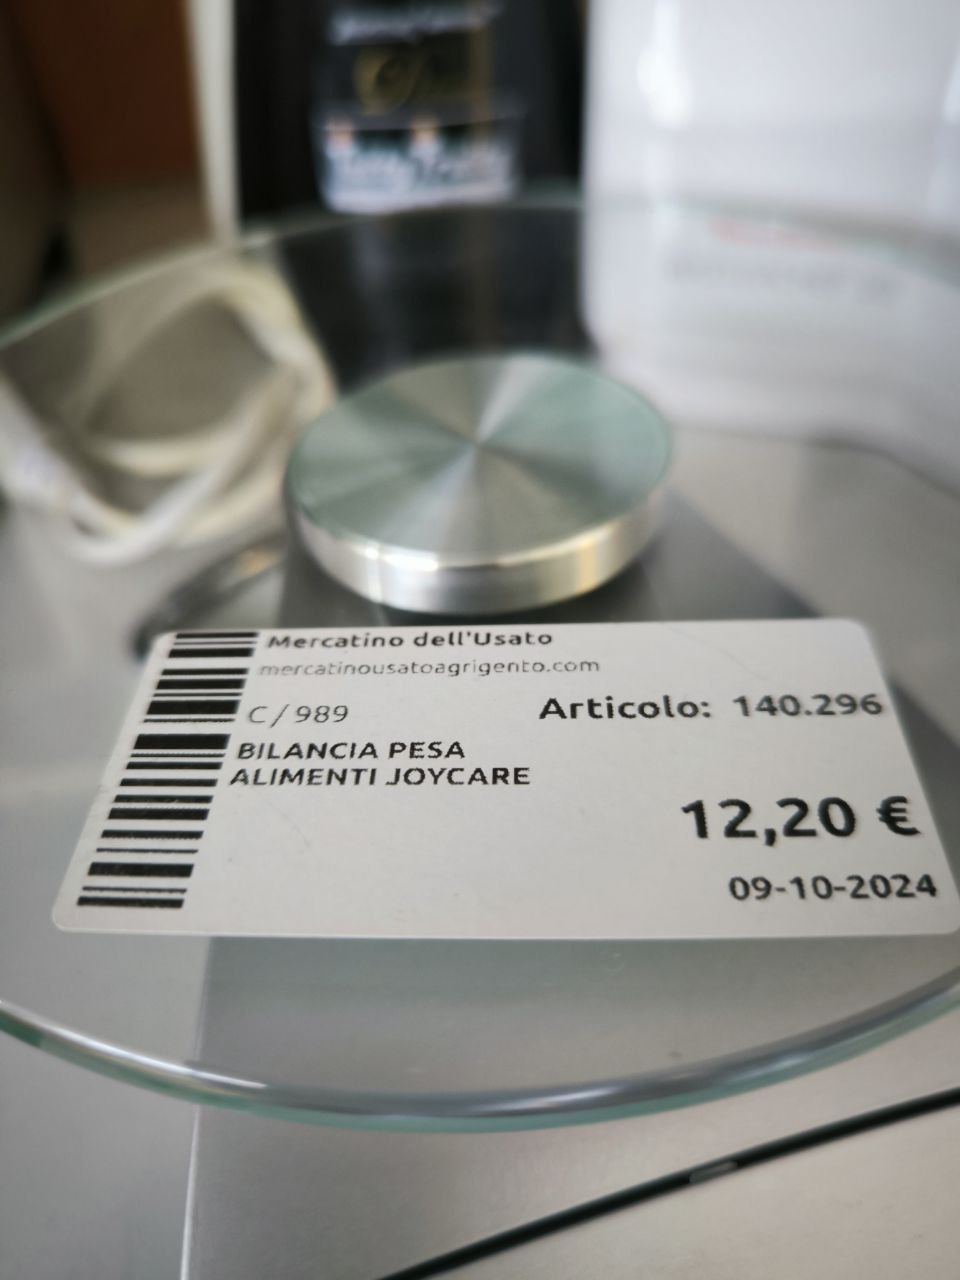 Mercatino dell'Usato
mercatinousatoagrigento.com
C/989
Articolo: 140.296
BILANCIA PESA
ALIMENTI JOYCARE
12,20 €
09-10-2024